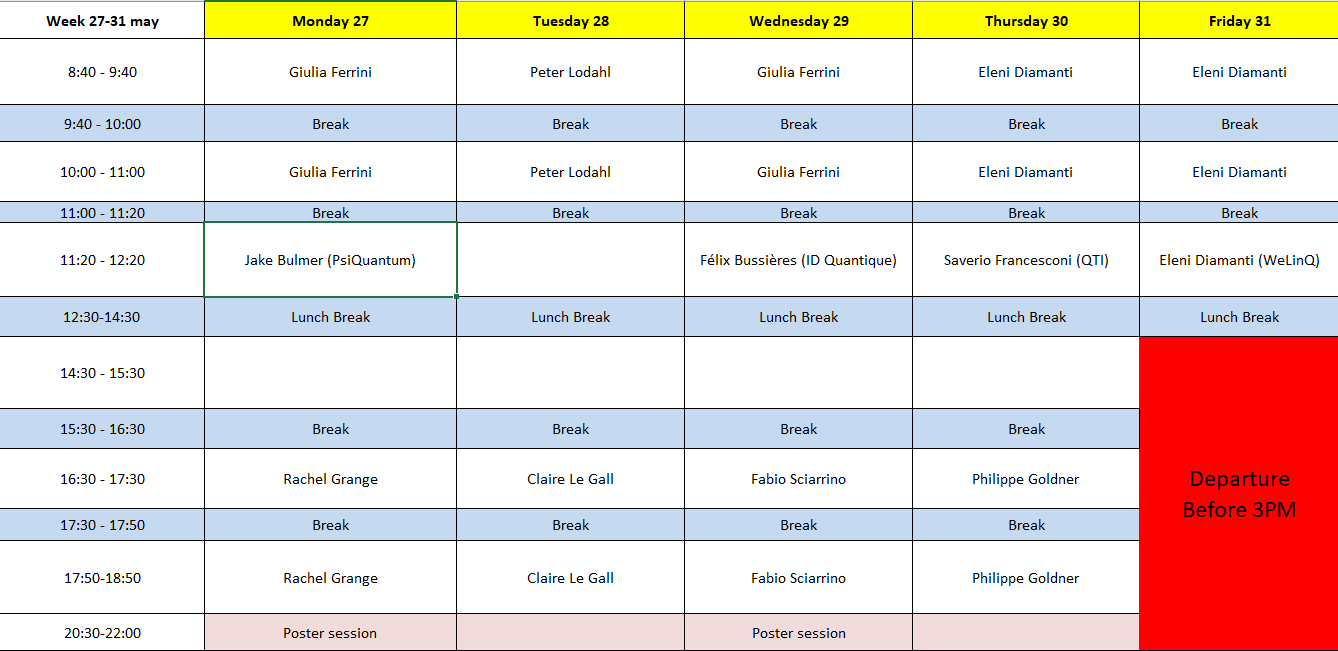 Week 27-31 may Monday 27 Tuesday 28 Wednesday 29 Thursday 30 Friday 31
8:40 - 9:40 Giulia Ferrini Peter Lodahl Giulia Ferrini Eleni Diamanti Eleni Diamanti
9:40 - 10:00 Break Break Break Break Break
10:00 - 11:00 Giulia Ferrini Peter Lodahl Giulia Ferrini Eleni Diamanti Eleni Diamanti
11:00 - 11:20 Break Break Break Break Break
11:20 - 12:20 Jake Bulmer (PsiQuantum) Félix Bussières (ID Quantique) Saverio Francesconi (QTI) Eleni Diamanti (WeLinQ)
12:30-14:30 Lunch Break Lunch Break Lunch Break Lunch Break Lunch Break
14:30 - 15:30
15:30 - 16:30 Break Break Break Break
16:30 - 17:30 Rachel Grange Claire Le Gall Fabio Sciarrino Philippe Goldner
17:30 - 17:50 Break Break Break Break
17:50-18:50 Rachel Grange Claire Le Gall Fabio Sciarrino Philippe Goldner
20:30-22:00 Poster session Poster session
Departure
Before 3PM